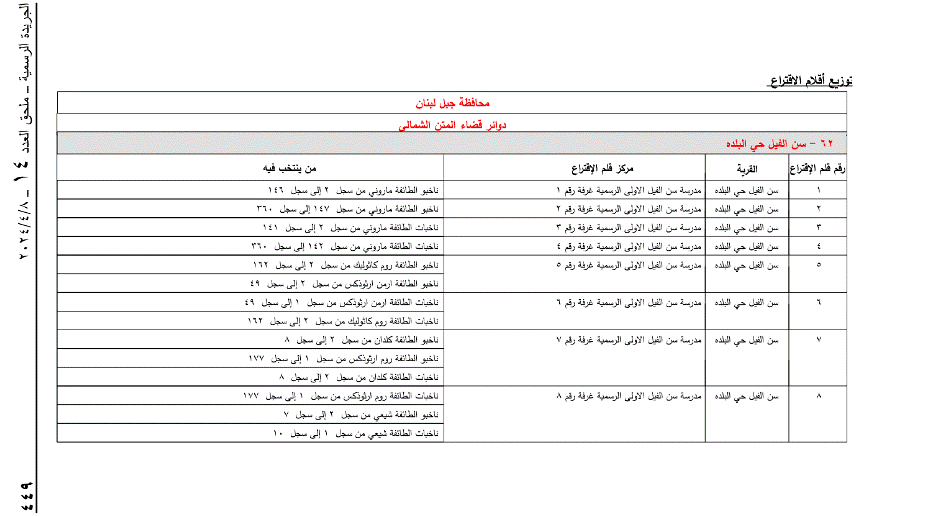 توزيع أقلام الاقتراع
محافظة جبل لبنان
دوائر قضاء المتن الشمالي
٦٢ - سن الفيل حي البلده
رقم قلم الإقتراع القرية مركز قلم الإقتراع من ينتخب فيه
١ سن الفيل حي البلده مدرسة سن الفيل الاولى الرسمية غرفة رقم ١ ناخبو الطائفة ماروني من سجل ٢ إلى سجل ١٤٦
٢ سن الفيل حي البلده مدرسة سن الفيل الاولى الرسمية غرفة رقم ٢ ناخبو الطائفة ماروني من سجل ١٤٧ إلى سجل ٣٦٠
٣ سن الفيل حي البلده مدرسة سن الفيل الاولى الرسمية غرفة رقم ٣ ناخبات الطائفة ماروني من سجل ٢ إلى سجل ١٤١
٤ سن الفيل حي البلده مدرسة سن الفيل الاولى الرسمية غرفة رقم ٤ ناخبات الطائفة ماروني من سجل ١٤٢ إلى سجل ٣٦٠
٥ سن الفيل حي البلده مدرسة سن الفيل الاولى الرسمية غرفة رقم ٥ ناخبو الطائفة روم كاثوليك من سجل ٢ إلى سجل ١٦٢
ناخبو الطائفة ارمن ارثوذكس من سجل ٢ إلى سجل ٤٩
٦ سن الفيل حي البلده مدرسة سن الفيل الاولى الرسمية غرفة رقم ٦ ناخبات الطائفة ارمن ارثوذكس من سجل ١ إلى سجل ٤٩
ناخبات الطائفة روم كاثوليك من سجل ٢ إلى سجل ١٦٢
٧ سن الفيل حي البلده مدرسة سن الفيل الاولى الرسمية غرفة رقم ٧ ناخبو الطائفة كلدان من سجل ٢ إلى سجل ٨
ناخبو الطائفة روم ارثوذكس من سجل ١ إلى سجل ١٧٧
ناخبات الطائفة كلدان من سجل ٢ إلى سجل ٨
٨ سن الفيل حي البلده مدرسة سن الفيل الاولى الرسمية غرفة رقم ٨ ناخبات الطائفة روم ارثوذكس من سجل ١ إلى سجل ١٧٧
ناخبو الطائفة شيعي من سجل ٢ إلى سجل ٧
ناخبات الطائفة شيعي من سجل ١ إلى سجل ١٠
الجريدة الرسمية – ملحق العدد ١٤ – ٢٠٢٤/٤/٨
٤٤٩